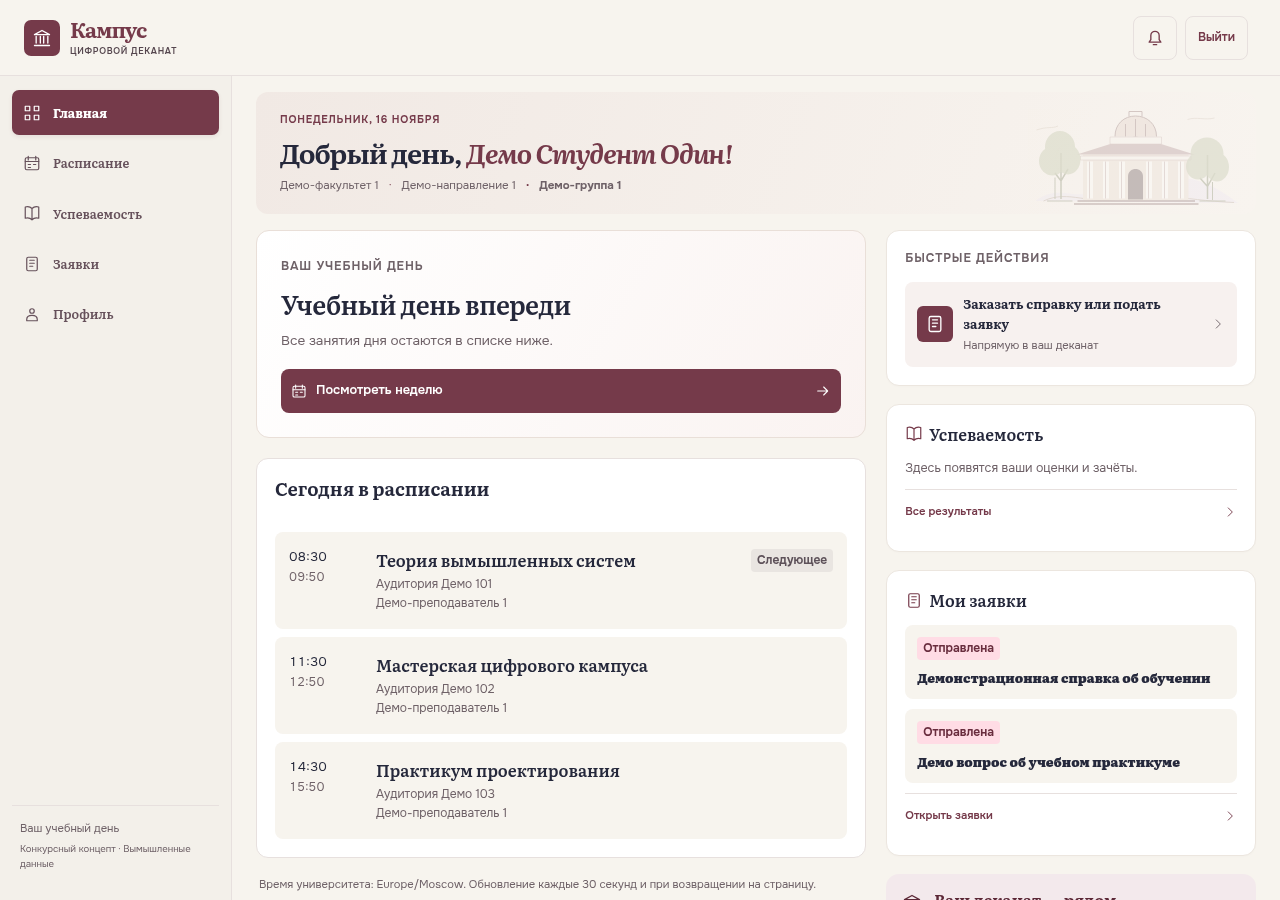 Кампус
ЦИФРОВОЙ ДЕКАНАТ
Выйти
Главная
Расписание
Успеваемость
Заявки
Профиль
Ваш учебный день
Конкурсный концепт · Вымышленные
данные
ПОНЕДЕЛЬНИК, 16 НОЯБРЯ
Добрый день, Демо Студент Один!
Демо-факультет 1 · Демо-направление 1 · Демо-группа 1
ВАШ УЧЕБНЫЙ ДЕНЬ
Учебный день впереди
Все занятия дня остаются в списке ниже.
Посмотреть неделю
Сегодня в расписании
08:30
09:50
Теория вымышленных систем
Аудитория Демо 101
Демо-преподаватель 1
Следующее
11:30
12:50
Мастерская цифрового кампуса
Аудитория Демо 102
Демо-преподаватель 1
14:30
15:50
Практикум проектирования
Аудитория Демо 103
Демо-преподаватель 1
Время университета: Europe/Moscow. Обновление каждые 30 секунд и при возвращении на страницу.
БЫСТРЫЕ ДЕЙСТВИЯ
Заказать справку или подать
заявку
Напрямую в ваш деканат
Успеваемость
Здесь появятся ваши оценки и зачёты.
Все результаты
Мои заявки
Отправлена
Демонстрационная справка об обучении
Отправлена
Демо вопрос об учебном практикуме
Открыть заявки
Ваш деканат — рядом